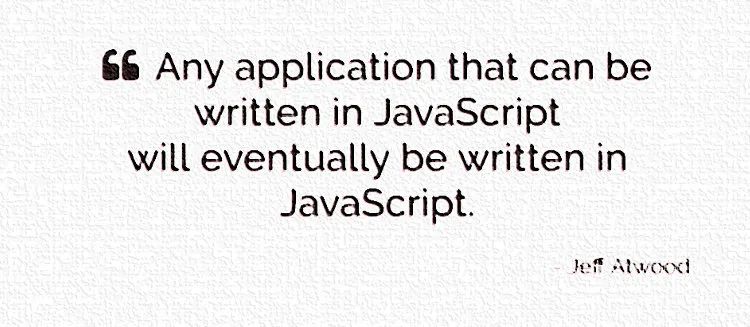 “ Any application that can be
written in JavaScript
will eventually be written in
JavaScript.
- Jeff Atwood